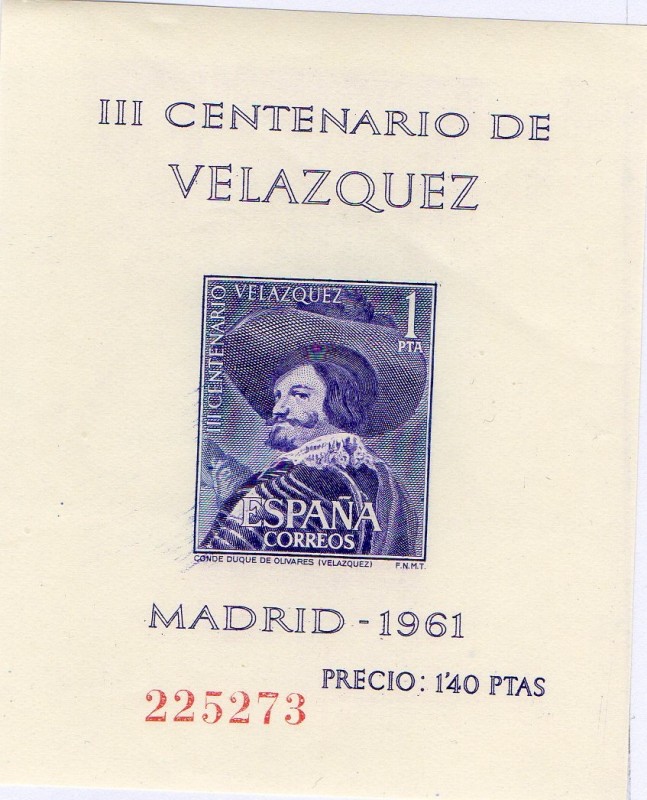 III CENTENARIO DE
VELAZQUEZ
III CENTENARIO VELAZQUEZ
1
PTA
ESPAÑA
CORREOS
CONDE DUQUE DE OLIVARES (VELAZQUEZ) F.N.M.T.
MADRID - 1961
PRECIO: 1'40 PTAS
225273